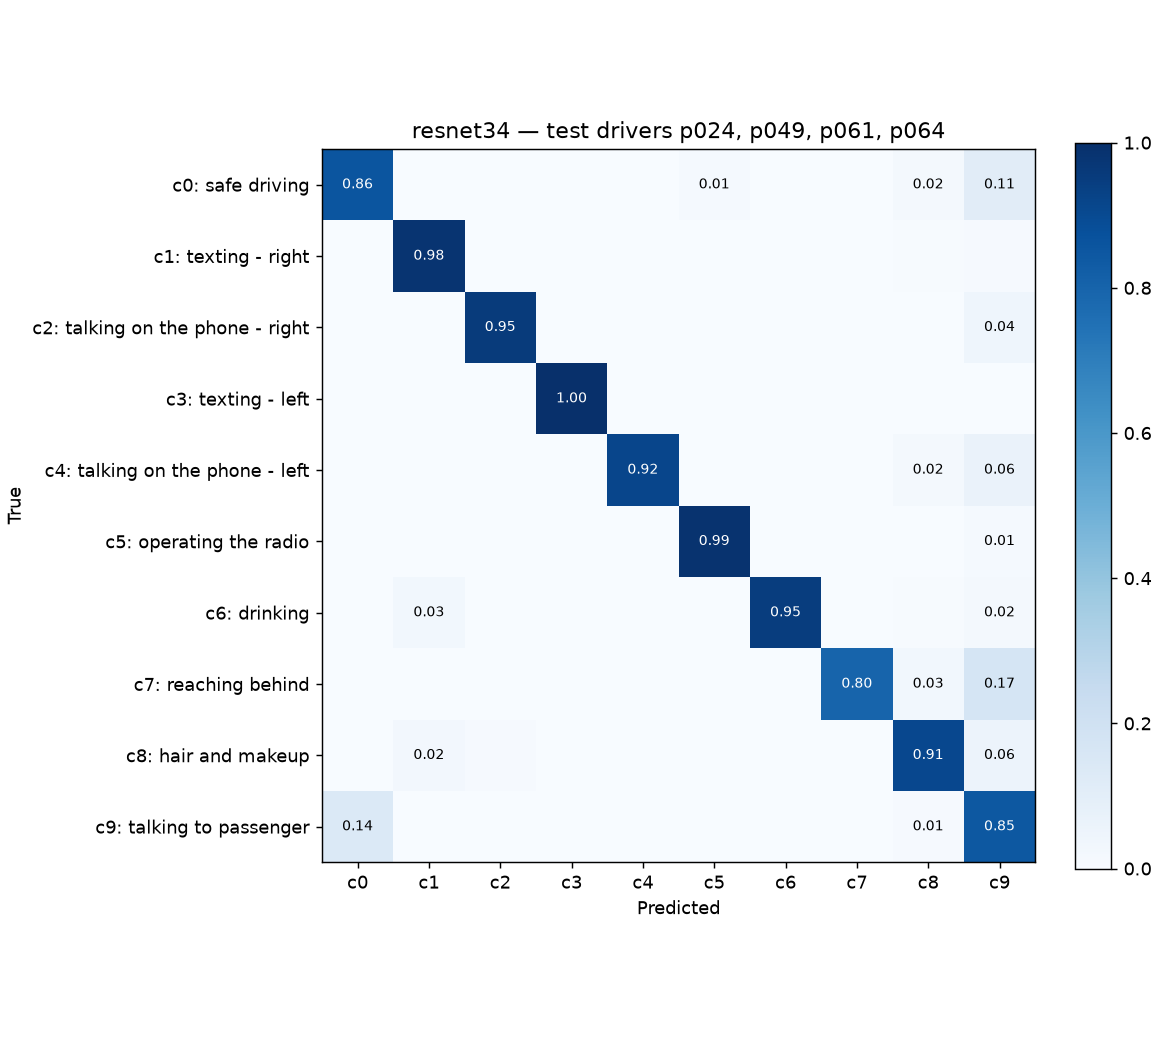 resnet34 — test drivers p024, p049, p061, p064
True
c0: safe driving 0.86 0.01 0.02 0.11
c1: texting - right 0.98
c2: talking on the phone - right 0.95 0.04
c3: texting - left 1.00
c4: talking on the phone - left 0.92 0.02 0.06
c5: operating the radio 0.99 0.01
c6: drinking 0.03 0.95 0.02
c7: reaching behind 0.80 0.03 0.17
c8: hair and makeup 0.02 0.91 0.06
c9: talking to passenger 0.14 0.01 0.85
c0 c1 c2 c3 c4 c5 c6 c7 c8 c9
Predicted
1.0
0.8
0.6
0.4
0.2
0.0